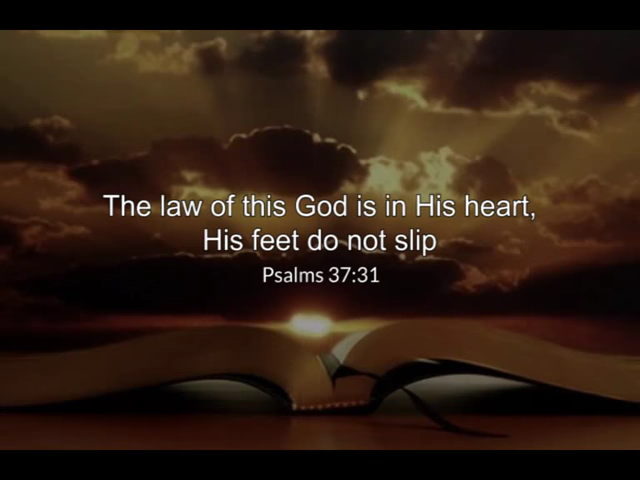 The law of this God is in His heart,
His feet do not slip
Psalms 37:31